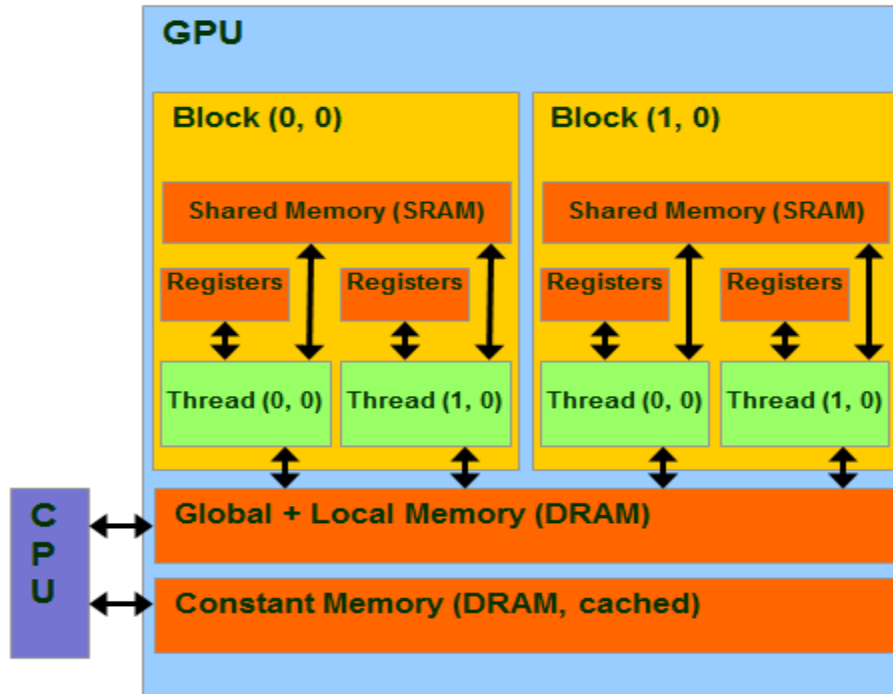 GPU
Block (0, 0)
Block (1, 0)
Shared Memory (SRAM)
Shared Memory (SRAM)
Registers
Registers
Registers
Registers
Thread (0, 0)
Thread (1, 0)
Thread (0, 0)
Thread (1, 0)
C
P
U
Global + Local Memory (DRAM)
Constant Memory (DRAM, cached)